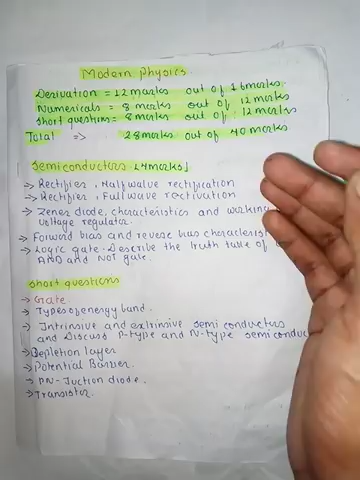 Modern Physics
Derivation = 12 marks out of 16 marks.
Numericals = 8 marks out of 12 marks
short questions = 8 marks out of 12 marks
Total => 28 marks out of 40 marks
Semiconductors [4 marks]
→ Rectifier, Halfwalve rectification
→ Rectifier, Fullwave rectivation
→ Zener diode, characteristics and working
voltage regulator.
→ Forward bias and reverse bias characteris
→ Logic gate - Describe the truth table of
AND and NOT gate.
short questions
→ Gate.
→ Types of energy band.
→ Intrinsic and extrinsic semi conductors
and Discuss P-type and N-type semiconduc
→ Depletion layer
→ Potential Barrier.
→ PN-Juction diode.
→ Transistor.